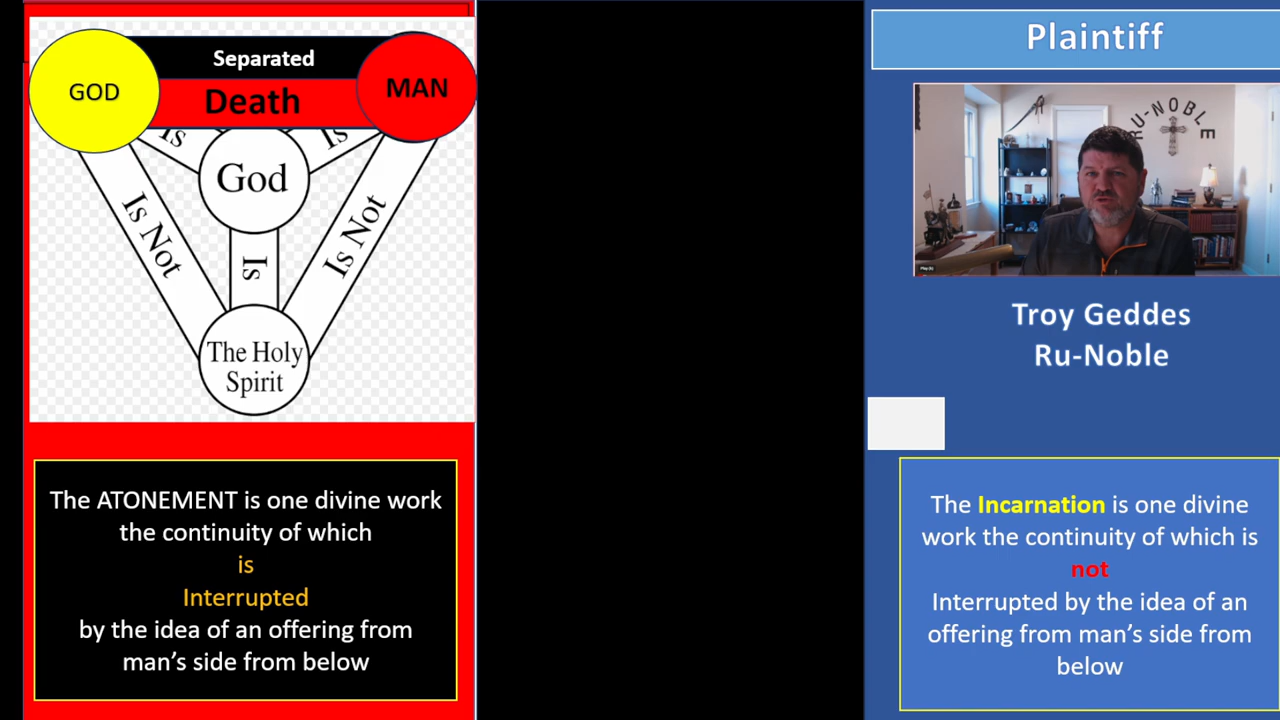 Separated
GOD
Death
MAN
Is
Is
God
Is Not
Is
Is Not
The Holy
Spirit
The ATONEMENT is one divine work
the continuity of which
is
Interrupted
by the idea of an offering from
man's side from below
Plaintiff
RU-NOBLE
Troy Geddes
Ru-Noble
The Incarnation is one divine
work the continuity of which is
not
Interrupted by the idea of an
offering from man's side from
below